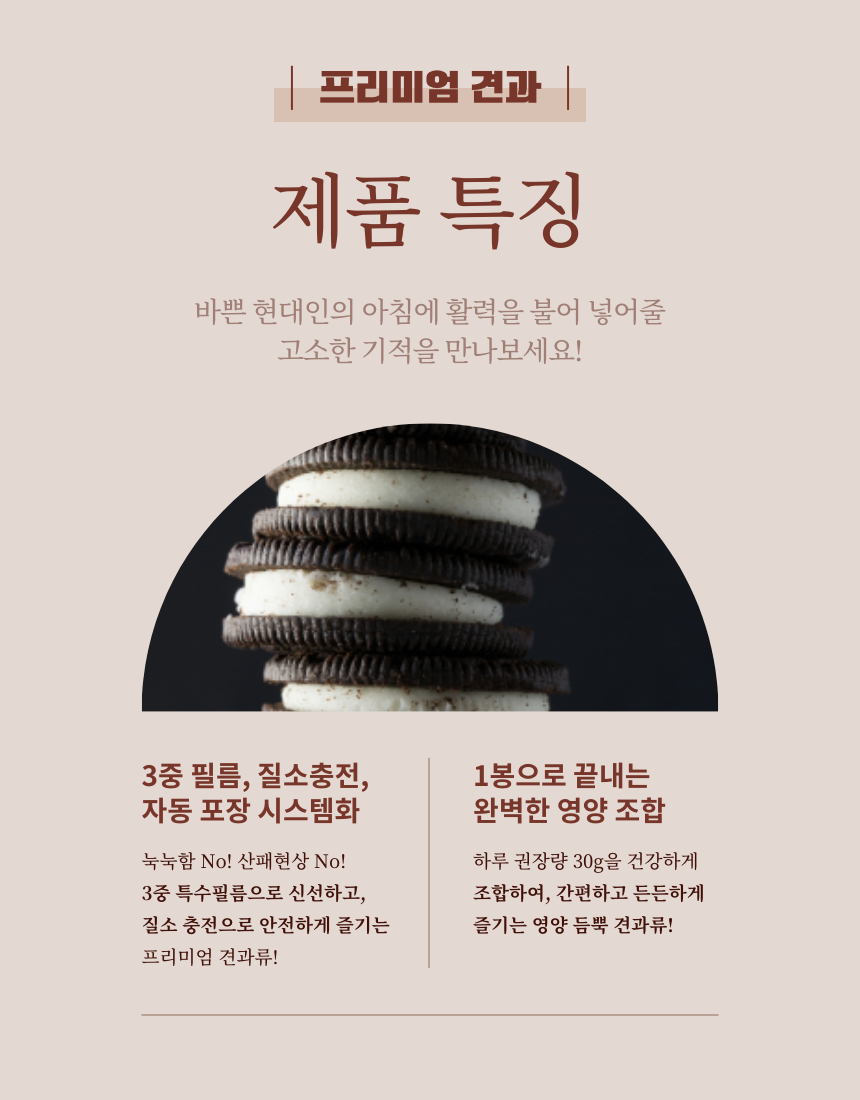 프리미엄 견과
제품 특징
바쁜 현대인의 아침에 활력을 불어 넣어줄
고소한 기적을 만나보세요!
3중 필름, 질소충전,
자동 포장 시스템화
눅눅함 No! 산패현상 No!
3중 특수필름으로 신선하고,
질소 충전으로 안전하게 즐기는
프리미엄 견과류!
1봉으로 끝내는
완벽한 영양 조합
하루 권장량 30g을 건강하게
조합하여, 간편하고 든든하게
즐기는 영양 듬뿍 견과류!